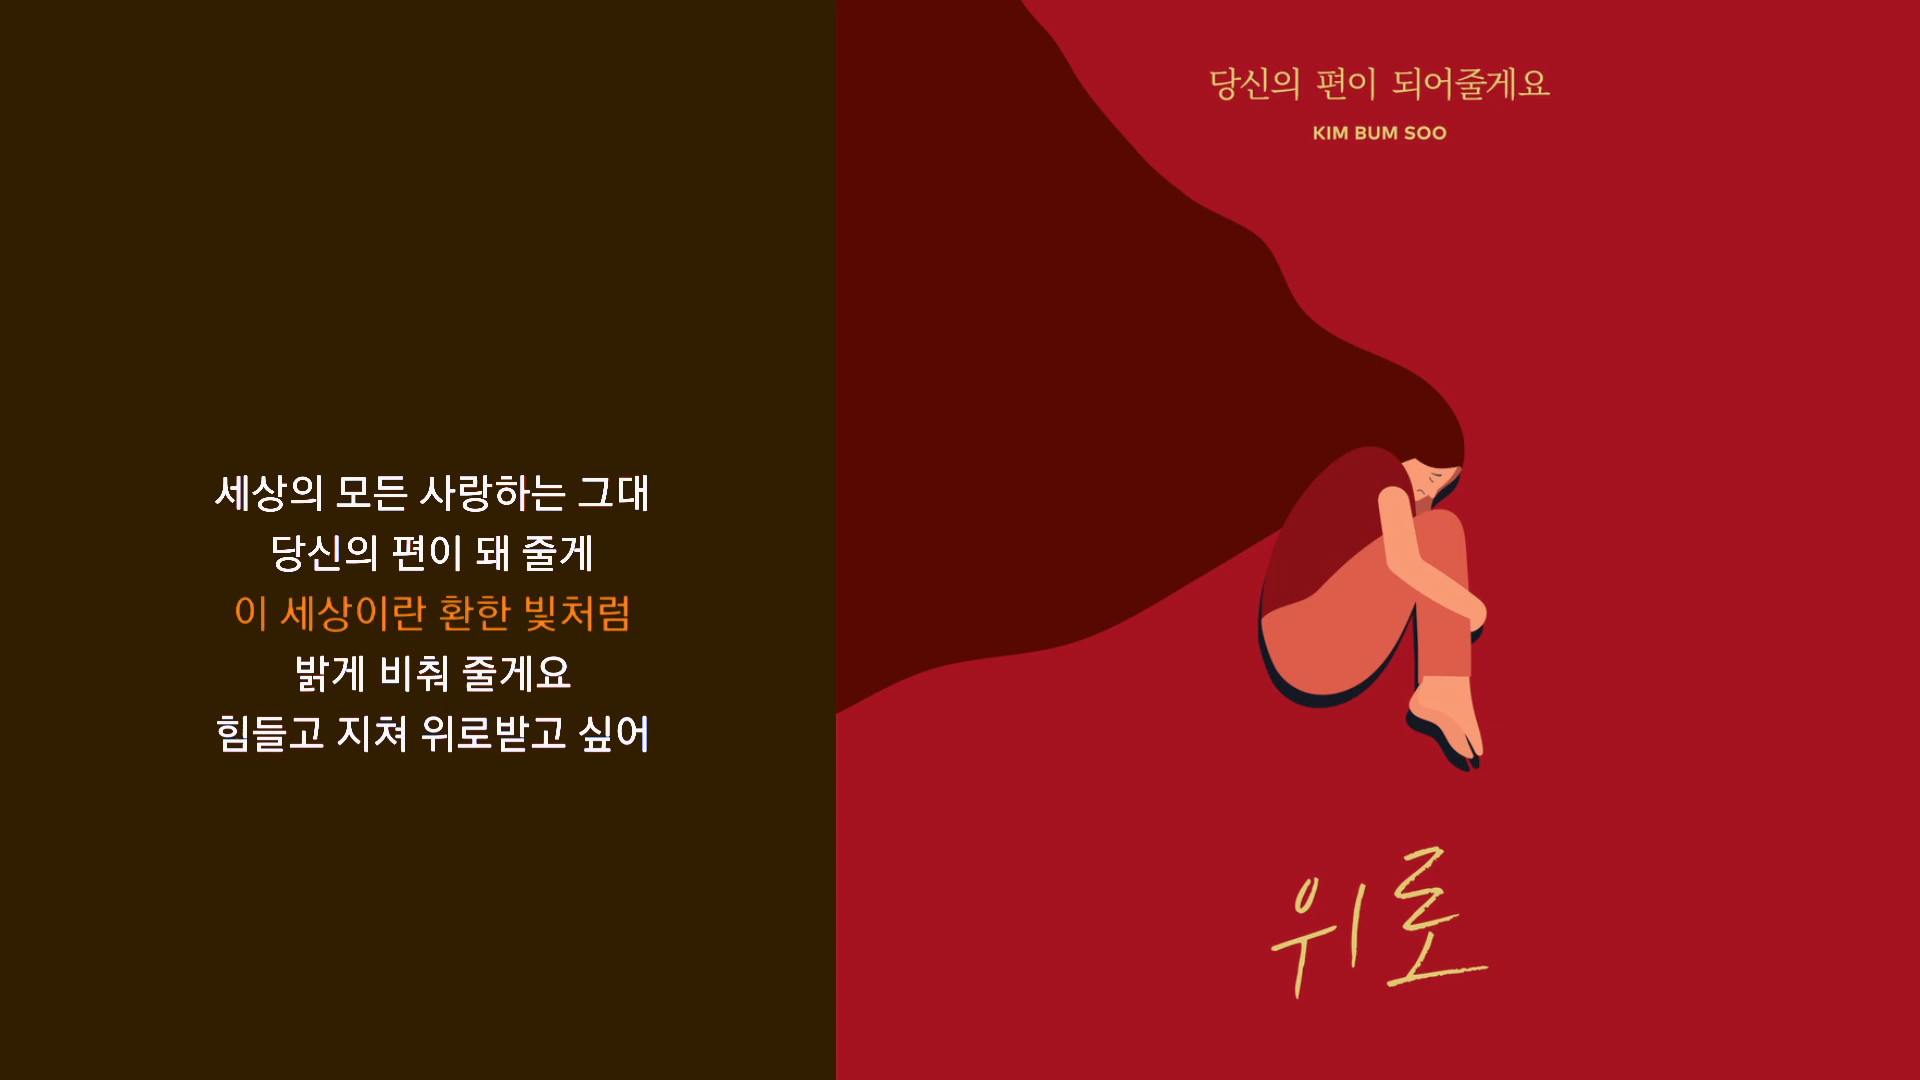 세상의 모든 사랑하는 그대
당신의 편이 돼 줄게
이 세상이란 환한 빛처럼
밝게 비춰 줄게요
힘들고 지쳐 위로받고 싶어
당신의 편이 되어줄게요
KIM BUM SOO
위로